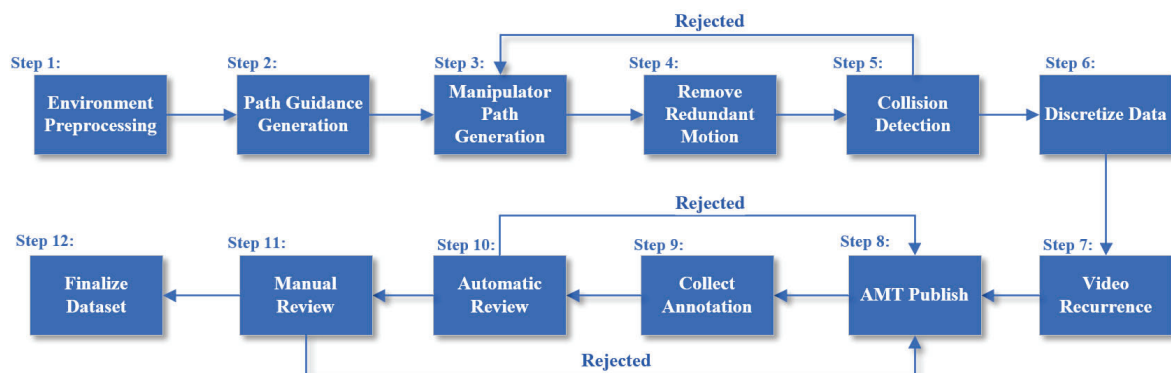 Rejected
Step 1:
Environment
Preprocessing
Step 2:
Path Guidance
Generation
Step 3:
Manipulator
Path
Generation
Step 4:
Remove
Redundant
Motion
Step 5:
Collision
Detection
Step 6:
Discretize Data
Rejected
Step 7:
Video
Recurrence
Step 8:
AMT Publish
Step 9:
Collect
Annotation
Step 10:
Automatic
Review
Step 11:
Manual
Review
Step 12:
Finalize
Dataset
Rejected